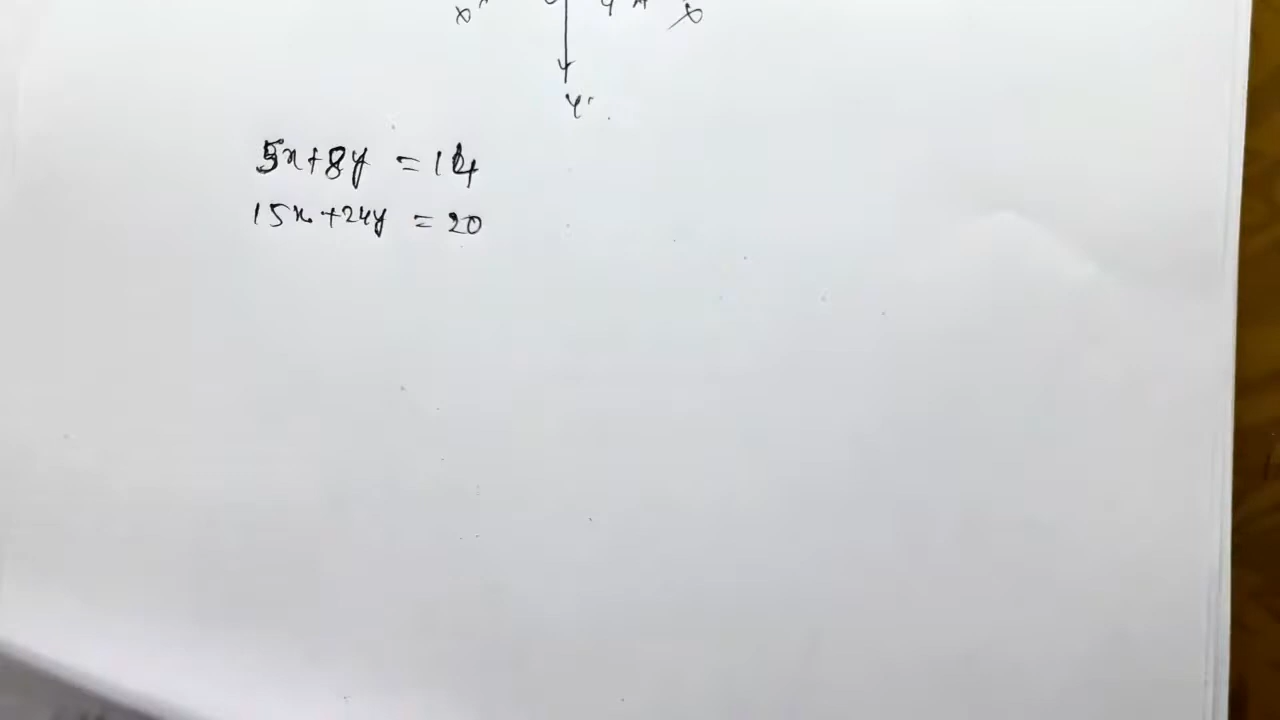 Y'
5x+8y = 14
15x+24y = 20